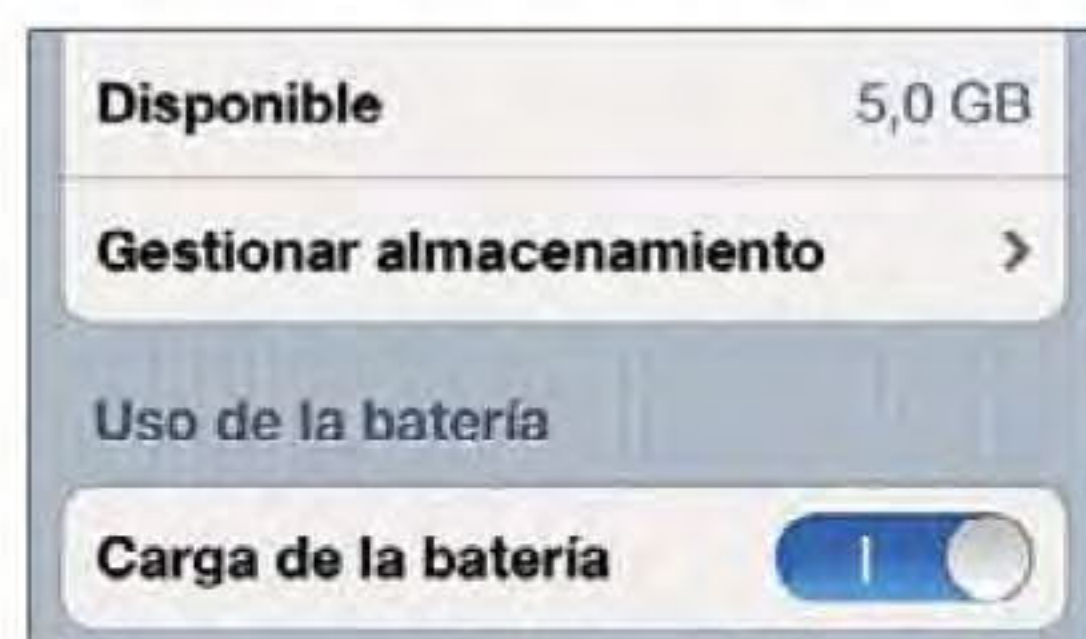 Disponible 5,0 GB
Gestionar almacenamiento
Uso de la batería
Carga de la batería